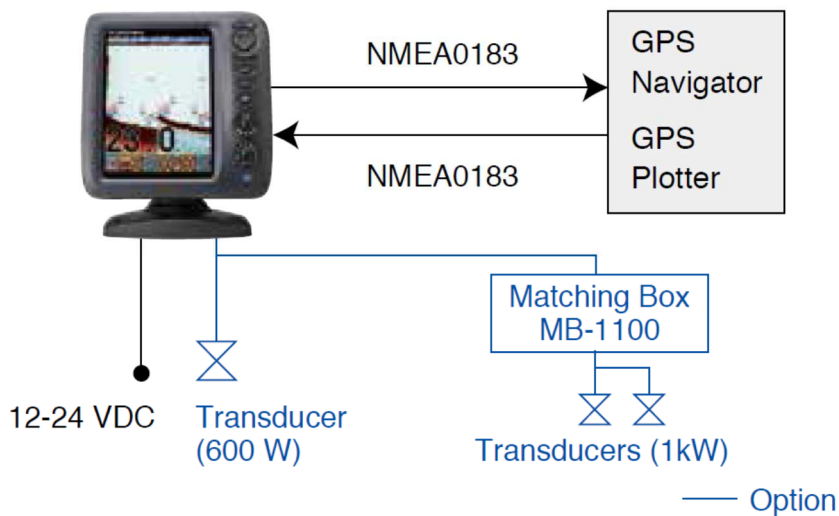 NMEA0183
GPS
Navigator
GPS
Plotter
NMEA0183
Matching Box
MB-1100
12-24 VDC
Transducer
(600 W)
Transducers (1kW)
Option